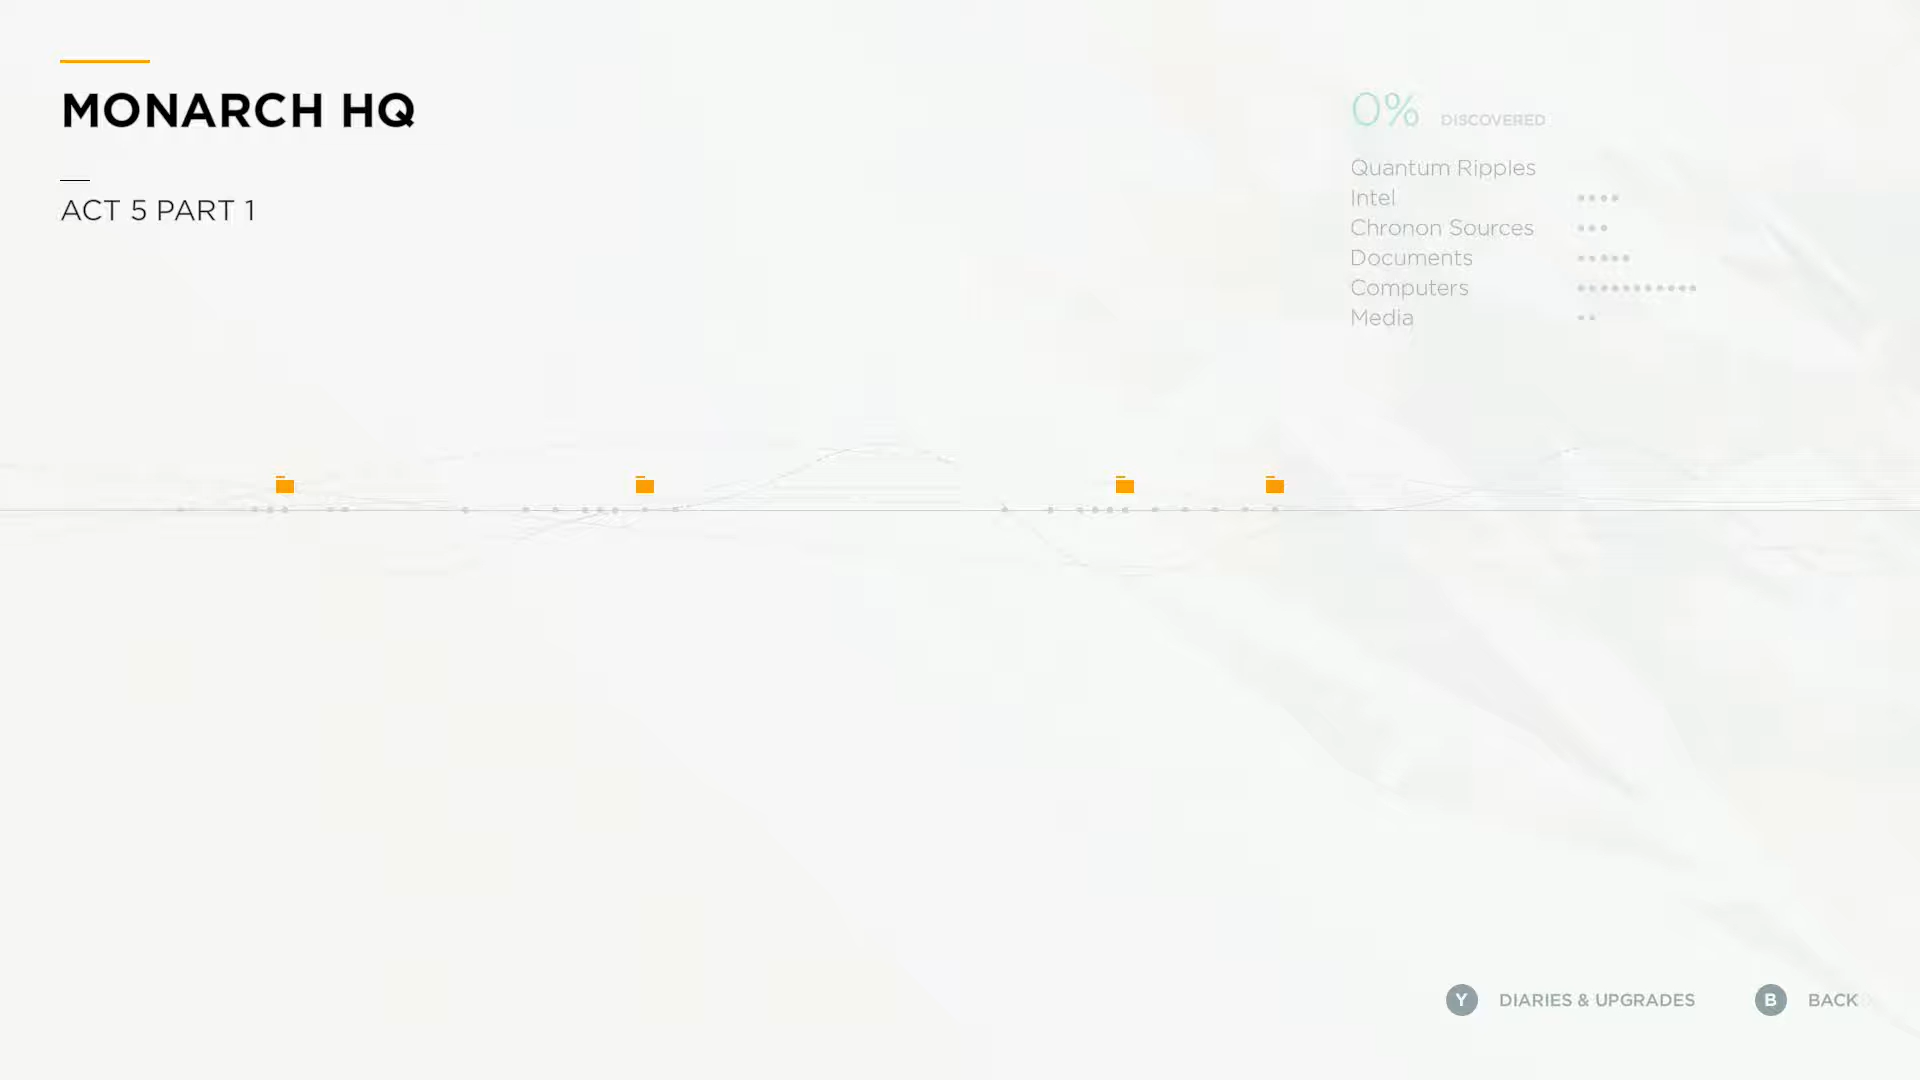 MONARCH HQ
ACT 5 PART 1
0% DISCOVERED
Quantum Ripples
Intel
Chronon Sources
Documents
Computers
Media
Y DIARIES & UPGRADES B BACK